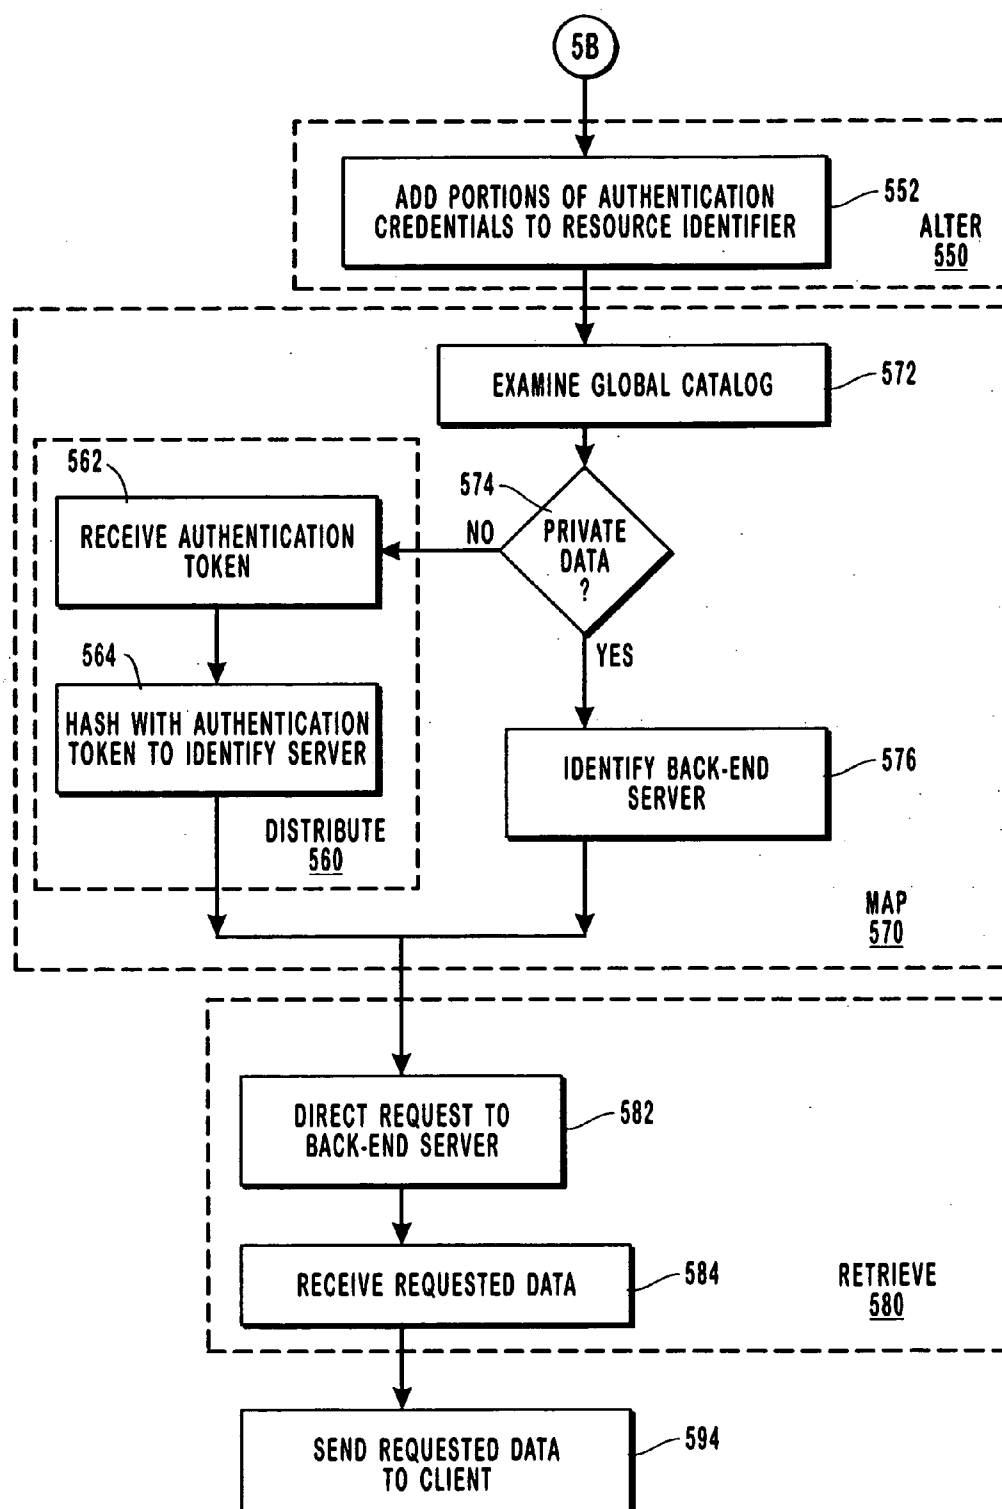 5B
ADD PORTIONS OF AUTHENTICATION
CREDENTIALS TO RESOURCE IDENTIFIER
552
ALTER
550
EXAMINE GLOBAL CATALOG
572
562
RECEIVE AUTHENTICATION
TOKEN
574
NO
PRIVATE
DATA
?
YES
564
HASH WITH AUTHENTICATION
TOKEN TO IDENTIFY SERVER
IDENTIFY BACK-END
SERVER
576
DISTRIBUTE
560
MAP
570
DIRECT REQUEST TO
BACK-END SERVER
582
RECEIVE REQUESTED DATA
584
RETRIEVE
580
SEND REQUESTED DATA
TO CLIENT
594